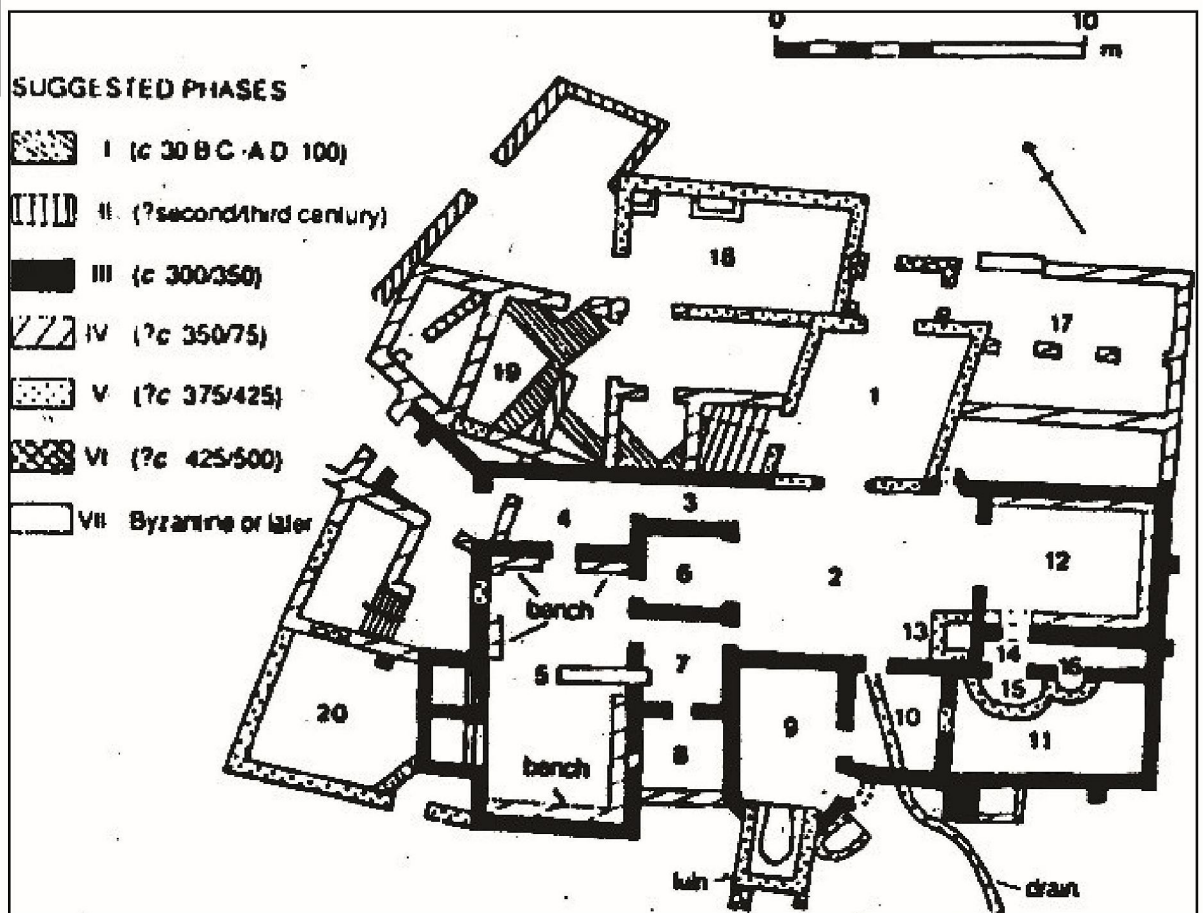 0 10
m
SUGGESTED PHASES
I (c 30 BC-AD 100)
II (?second/third century)
III (c 300/350)
IV (?c 350/75)
V (?c 375/425)
VI (?c 425/500)
VII Byzantine or later
18
17
19
1
3
4
12
6
2
bench
13
14
16
7
5
15
20
10
9
11
8
bench
drain